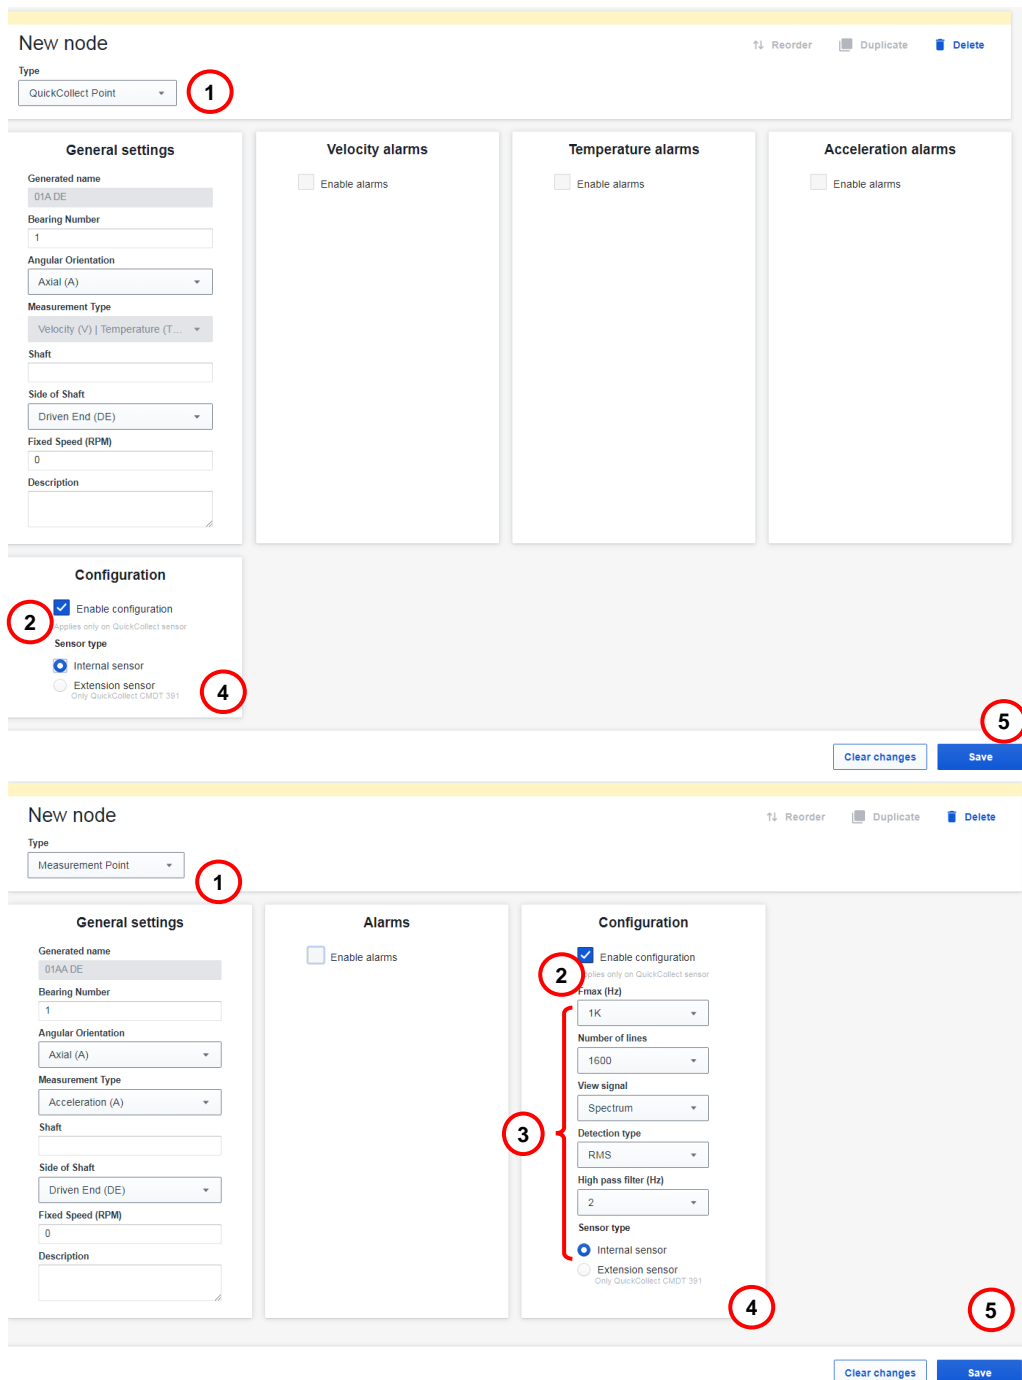 New node
Reorder Duplicate Delete
Type
QuickCollect Point
1
General settings
Generated name
01A DE
Bearing Number
1
Angular Orientation
Axial (A)
Measurement Type
Velocity (V) | Temperature (T...
Shaft
Side of Shaft
Driven End (DE)
Fixed Speed (RPM)
0
Description
Velocity alarms
Enable alarms
Temperature alarms
Enable alarms
Acceleration alarms
Enable alarms
Configuration
Enable configuration
2
Applies only on QuickCollect sensor
Sensor type
Internal sensor
Extension sensor
Only QuickCollect CMDT 391
4
5
Clear changes Save
New node
Reorder Duplicate Delete
Type
Measurement Point
1
General settings
Generated name
01AA DE
Bearing Number
1
Angular Orientation
Axial (A)
Measurement Type
Acceleration (A)
Shaft
Side of Shaft
Driven End (DE)
Fixed Speed (RPM)
0
Description
Alarms
Enable alarms
Configuration
Enable configuration
2
Applies only on QuickCollect sensor
Fmax (Hz)
1K
Number of lines
1600
View signal
Spectrum
3
Detection type
RMS
High pass filter (Hz)
2
Sensor type
Internal sensor
Extension sensor
Only QuickCollect CMDT 391
4
5
Clear changes Save